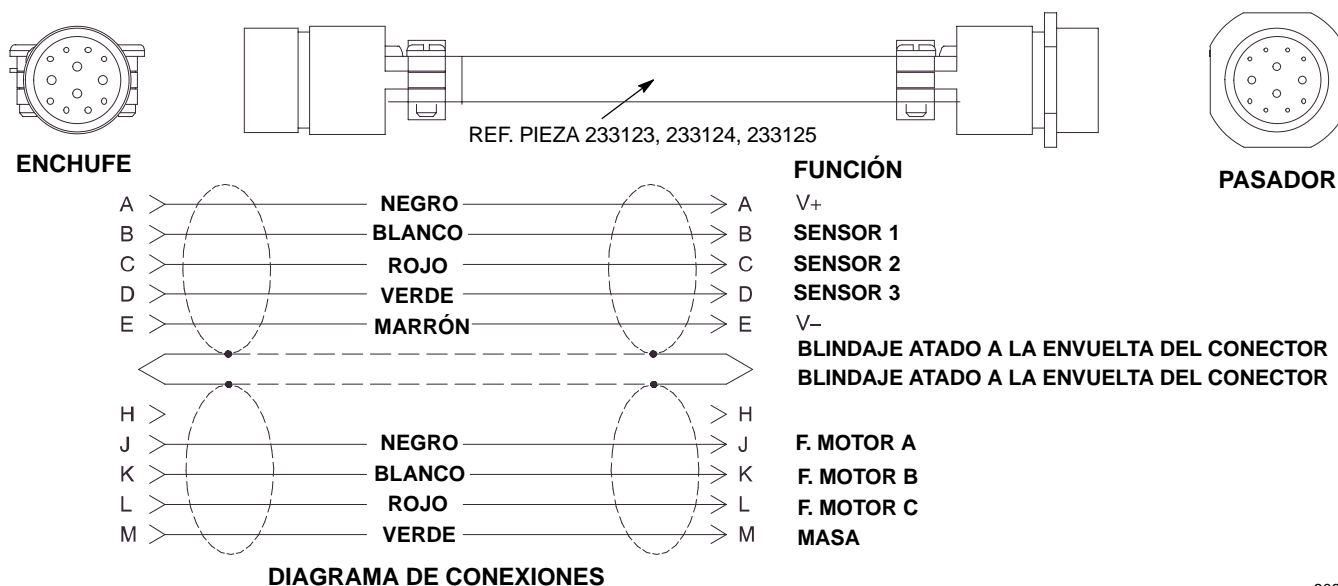 REF. PIEZA 233123, 233124, 233125
ENCHUFE
FUNCIÓN
PASADOR
A NEGRO A V+
B BLANCO B SENSOR 1
C ROJO C SENSOR 2
D VERDE D SENSOR 3
E MARRÓN E V–
BLINDAJE ATADO A LA ENVUELTA DEL CONECTOR
BLINDAJE ATADO A LA ENVUELTA DEL CONECTOR
H H
J NEGRO J F. MOTOR A
K BLANCO K F. MOTOR B
L ROJO L F. MOTOR C
M VERDE M MASA
DIAGRAMA DE CONEXIONES